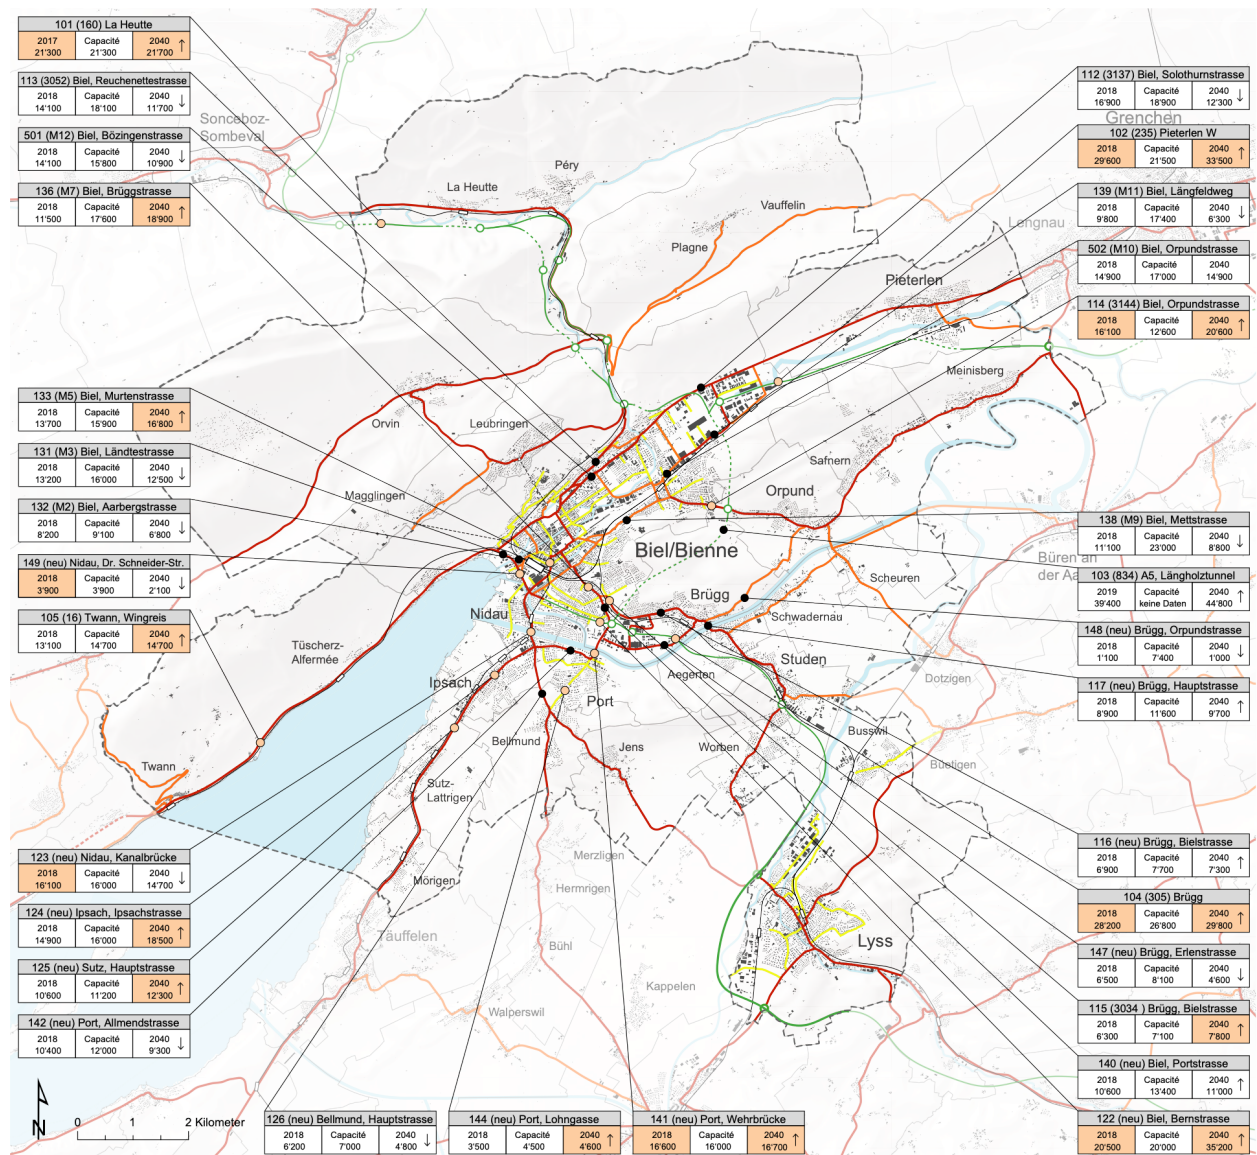 101 (160) La Heutte
2017 Capacité 2040
21'300 21'300 21'700 ↑
113 (3052) Biel, Reuchenettestrasse
2018 Capacité 2040
14'100 18'100 11'700 ↓
501 (M12) Biel, Bözingenstrasse
2018 Capacité 2040
14'100 15'800 10'900 ↓
136 (M7) Biel, Brüggstrasse
2018 Capacité 2040
11'500 17'600 18'900 ↑
133 (M5) Biel, Murtenstrasse
2018 Capacité 2040
13'700 15'900 16'800 ↑
131 (M3) Biel, Ländtestrasse
2018 Capacité 2040
13'200 16'000 12'500 ↓
132 (M2) Biel, Aarbergstrasse
2018 Capacité 2040
8'200 9'100 6'800 ↓
149 (neu) Nidau, Dr. Schneider-Str.
2018 Capacité 2040
3'900 3'900 2'100 ↓
105 (16) Twann, Wingreis
2018 Capacité 2040
13'100 14'700 14'700 ↑
123 (neu) Nidau, Kanalbrücke
2018 Capacité 2040
16'100 16'000 14'700 ↓
124 (neu) Ipsach, Ipsachstrasse
2018 Capacité 2040
14'900 16'000 18'500 ↑
125 (neu) Sutz, Hauptstrasse
2018 Capacité 2040
10'600 11'200 12'300 ↑
142 (neu) Port, Allmendstrasse
2018 Capacité 2040
10'400 12'000 9'300 ↓
126 (neu) Bellmund, Hauptstrasse
2018 Capacité 2040
6'200 7'000 4'800 ↓
144 (neu) Port, Lohngasse
2018 Capacité 2040
3'500 4'500 4'600 ↑
141 (neu) Port, Wehrbrücke
2018 Capacité 2040
16'600 16'000 16'700 ↑
112 (3137) Biel, Solothurnstrasse
2018 Capacité 2040
16'900 18'900 12'300 ↓
102 (235) Pieterlen W
2018 Capacité 2040
29'600 21'500 33'500 ↑
139 (M11) Biel, Längfeldweg
2018 Capacité 2040
9'800 17'400 6'300 ↓
502 (M10) Biel, Orpundstrasse
2018 Capacité 2040
14'900 17'000 14'900
114 (3144) Biel, Orpundstrasse
2018 Capacité 2040
16'100 12'600 20'600 ↑
138 (M9) Biel, Mettstrasse
2018 Capacité 2040
11'100 23'000 8'800 ↓
103 (834) A5, Längholztunnel
2019 Capacité 2040
39'400 keine Daten 44'800 ↑
148 (neu) Brügg, Orpundstrasse
2018 Capacité 2040
1'100 7'400 1'000 ↓
117 (neu) Brügg, Hauptstrasse
2018 Capacité 2040
8'900 11'600 9'700 ↑
116 (neu) Brügg, Bielstrasse
2018 Capacité 2040
6'900 7'700 7'300 ↑
104 (305) Brügg
2018 Capacité 2040
28'200 26'800 29'800 ↑
147 (neu) Brügg, Erlenstrasse
2018 Capacité 2040
6'500 8'100 4'600 ↓
115 (3034 ) Brügg, Bielstrasse
2018 Capacité 2040
6'300 7'100 7'800 ↑
140 (neu) Biel, Portstrasse
2018 Capacité 2040
10'600 13'400 11'000 ↑
122 (neu) Biel, Bernstrasse
2018 Capacité 2040
20'500 20'000 35'200 ↑
Sonceboz-
Sombeval
Grenchen
Péry
La Heutte
Vauffelin
Lengnau
Plagne
Pieterlen
Meinisberg
Orvin
Leubringen
Safnern
Magglingen
Orpund
Biel/Bienne
Büren an
der Aa
Scheuren
Brügg
Nidau
Schwadernau
Tüscherz-
Alfermée
Studen
Ipsach
Aegerten
Dotzigen
Port
Busswil
Bellmund
Jens
Worben
Büetigen
Twann
Sutz-
Lattrigen
Merzligen
Mörigen
Hermrigen
Täuffelen
Lyss
Bühl
Kappelen
Walperswil
N
0 1 2 Kilometer